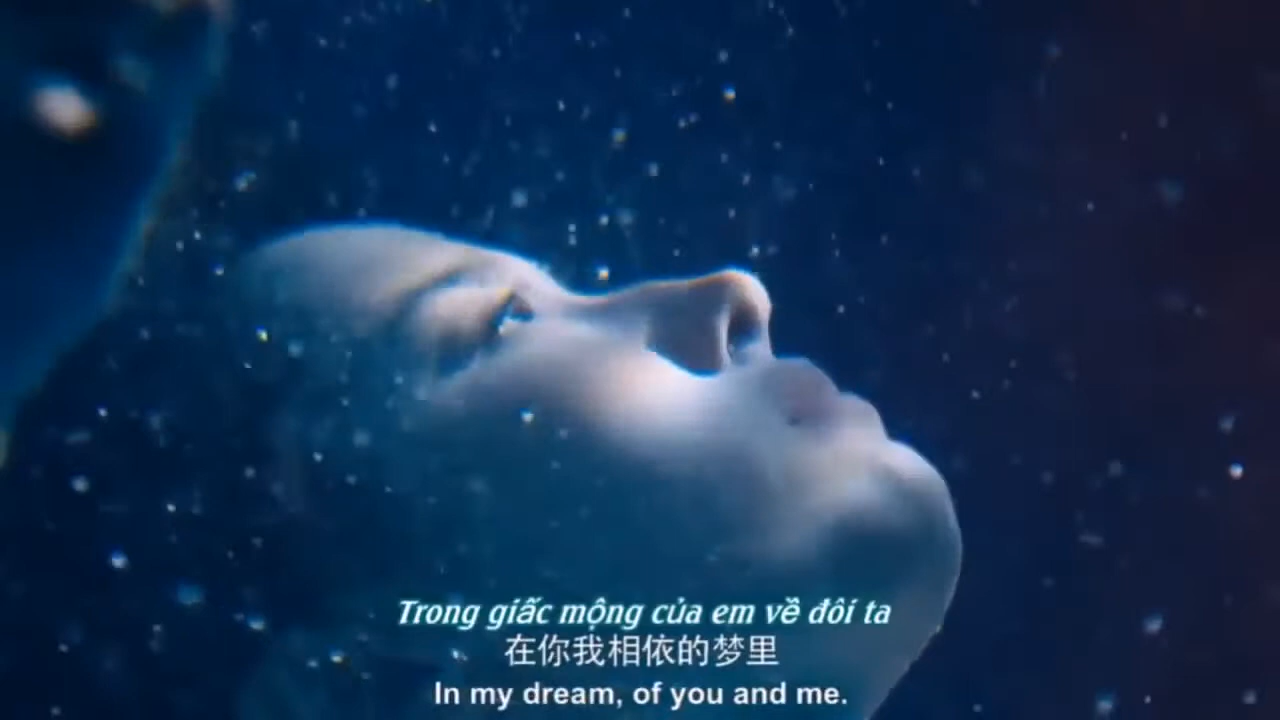 Trong giấc mộng của em về đôi ta
在你我相依的梦里
In my dream, of you and me.